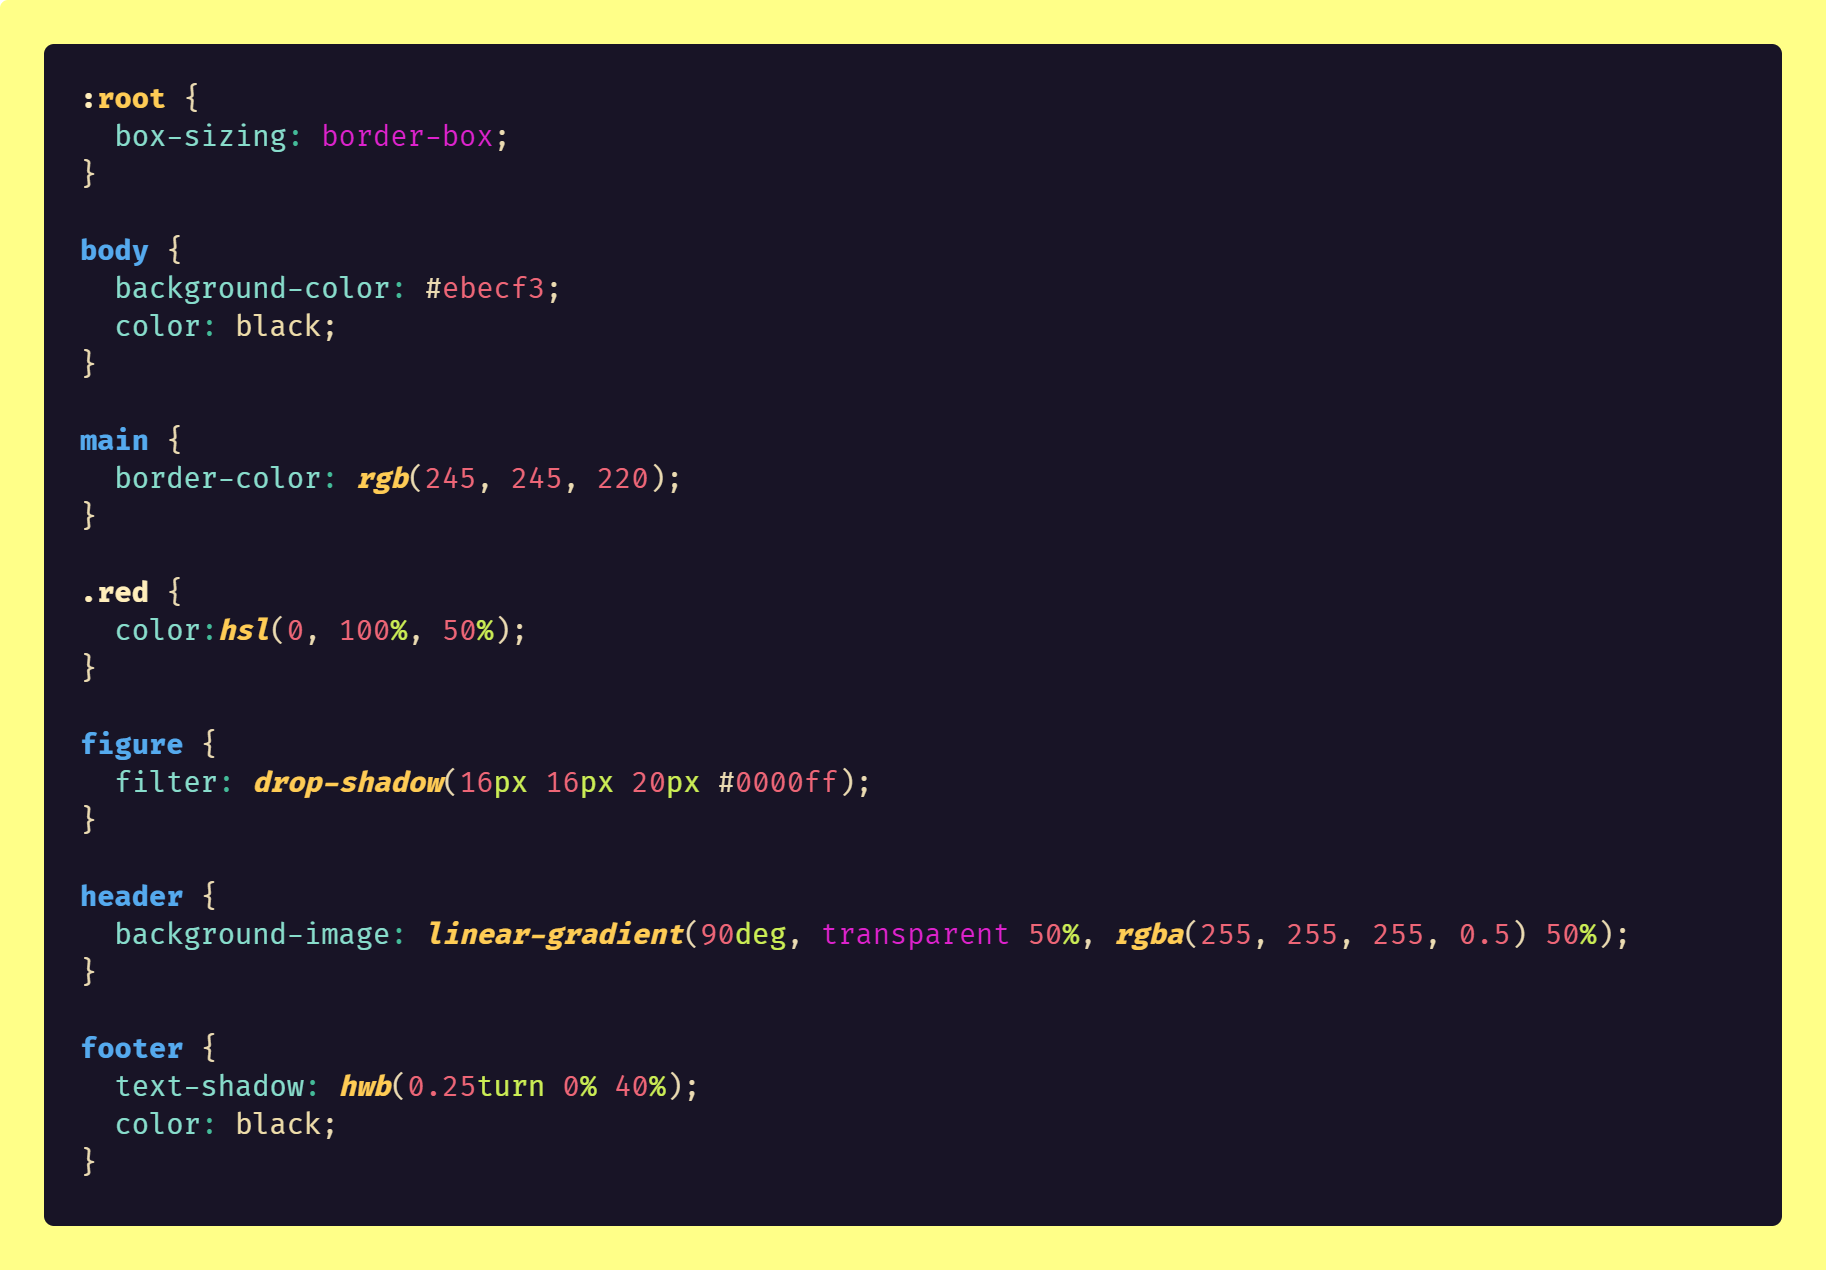 :root {
  box-sizing: border-box;
}

body {
  background-color: #ebecf3;
  color: black;
}

main {
  border-color: rgb(245, 245, 220);
}

.red {
  color:hsl(0, 100%, 50%);
}

figure {
  filter: drop-shadow(16px 16px 20px #0000ff);
}

header {
  background-image: linear-gradient(90deg, transparent 50%, rgba(255, 255, 255, 0.5) 50%);
}

footer {
  text-shadow: hwb(0.25turn 0% 40%);
  color: black;
}